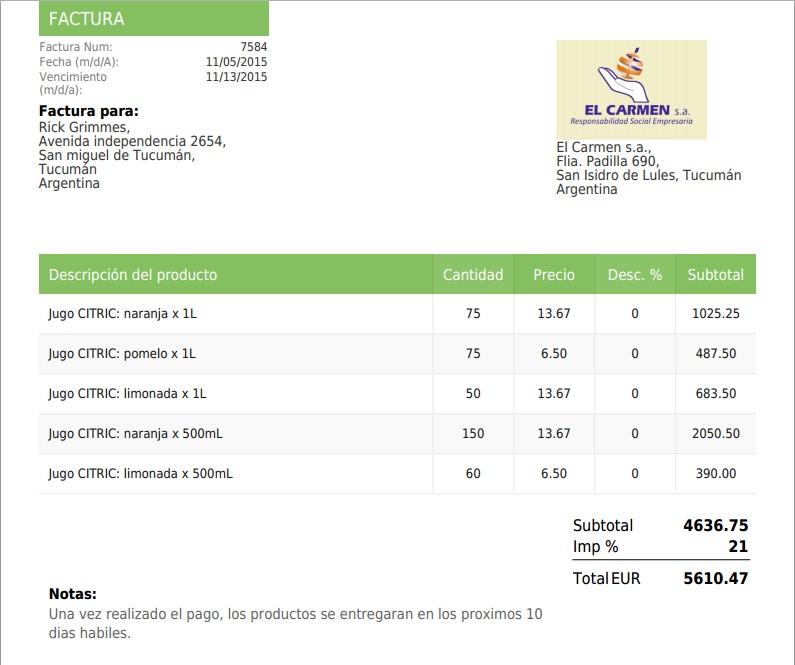 FACTURA
Factura Num: 7584
Fecha (m/d/A): 11/05/2015
Vencimiento 11/13/2015
(m/d/a):
Factura para:
Rick Grimmes,
Avenida independencia 2654,
San miguel de Tucumán,
Tucumán
Argentina
EL CARMEN s.a.
Responsabilidad Social Empresaria
El Carmen s.a.,
Flia. Padilla 690,
San Isidro de Lules, Tucumán
Argentina
Descripción del producto Cantidad Precio Desc. % Subtotal
Jugo CITRIC: naranja x 1L 75 13.67 0 1025.25
Jugo CITRIC: pomelo x 1L 75 6.50 0 487.50
Jugo CITRIC: limonada x 1L 50 13.67 0 683.50
Jugo CITRIC: naranja x 500mL 150 13.67 0 2050.50
Jugo CITRIC: limonada x 500mL 60 6.50 0 390.00
Subtotal 4636.75
Imp % 21
Total EUR 5610.47
Notas:
Una vez realizado el pago, los productos se entregaran en los proximos 10
dias habiles.